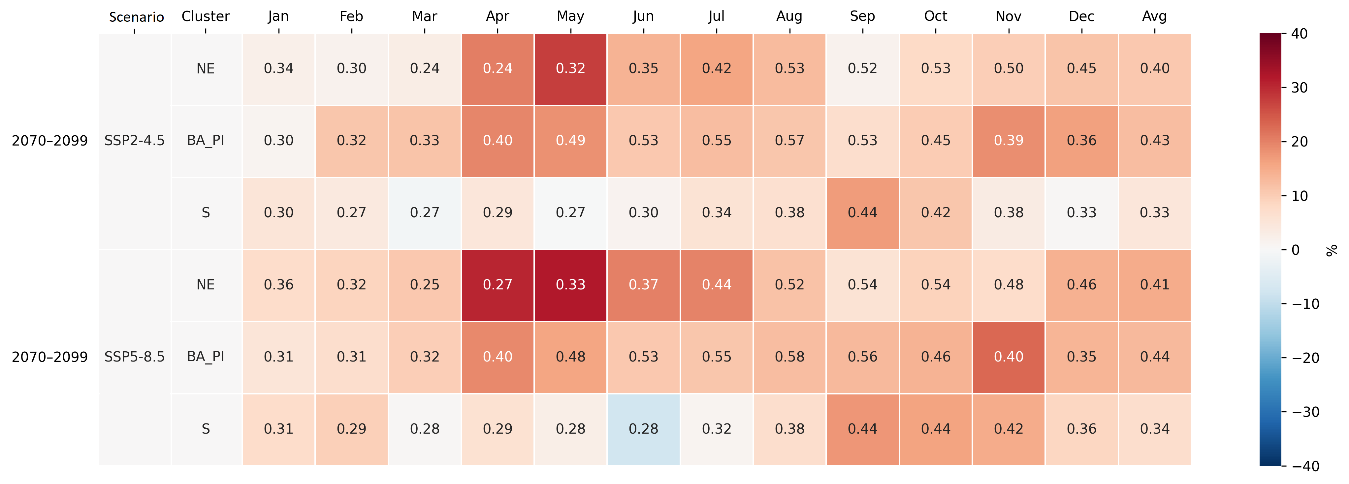 Scenario Cluster Jan Feb Mar Apr May Jun Jul Aug Sep Oct Nov Dec Avg
NE 0.34 0.30 0.24 0.24 0.32 0.35 0.42 0.53 0.52 0.53 0.50 0.45 0.40
2070–2099 SSP2-4.5 BA_PI 0.30 0.32 0.33 0.40 0.49 0.53 0.55 0.57 0.53 0.45 0.39 0.36 0.43
S 0.30 0.27 0.27 0.29 0.27 0.30 0.34 0.38 0.44 0.42 0.38 0.33 0.33
NE 0.36 0.32 0.25 0.27 0.33 0.37 0.44 0.52 0.54 0.54 0.48 0.46 0.41
2070–2099 SSP5-8.5 BA_PI 0.31 0.31 0.32 0.40 0.48 0.53 0.55 0.58 0.56 0.46 0.40 0.35 0.44
S 0.31 0.29 0.28 0.29 0.28 0.28 0.32 0.38 0.44 0.44 0.42 0.36 0.34
40
30
20
10
0
−10
−20
−30
−40
%